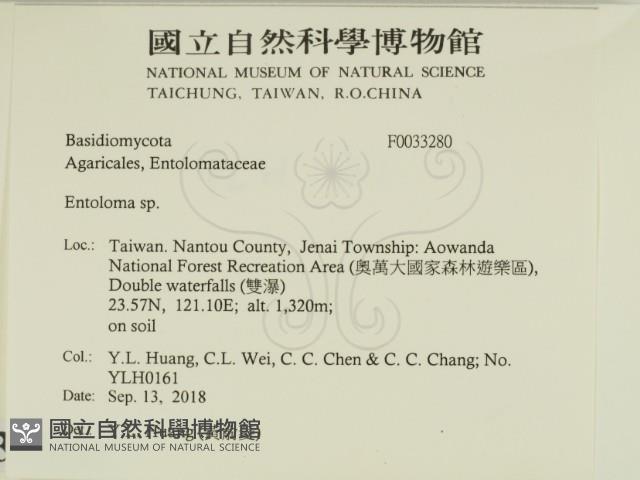 國立自然科學博物館
NATIONAL MUSEUM OF NATURAL SCIENCE
TAICHUNG, TAIWAN, R.O.CHINA
Basidiomycota F0033280
Agaricales, Entolomataceae
Entoloma sp.
Loc.: Taiwan. Nantou County, Jenai Township: Aowanda
National Forest Recreation Area (奧萬大國家森林遊樂區),
Double waterfalls (雙瀑)
23.57N, 121.10E; alt. 1,320m;
on soil
Col.: Y.L. Huang, C.L. Wei, C. C. Chen & C. C. Chang; No.
YLH0161
Date: Sep. 13, 2018
國立自然科學博物館
NATIONAL MUSEUM OF NATURAL SCIENCE